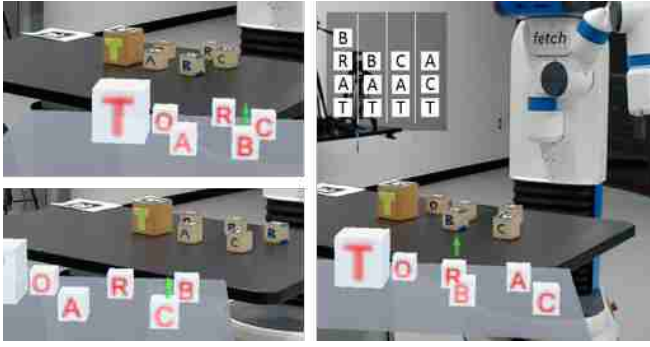 T A R C
T O R C
A B
T A C B
O R B
A C
B
R B C A
A A A C
T T T T
fetch
T O B C
T O R A
B C